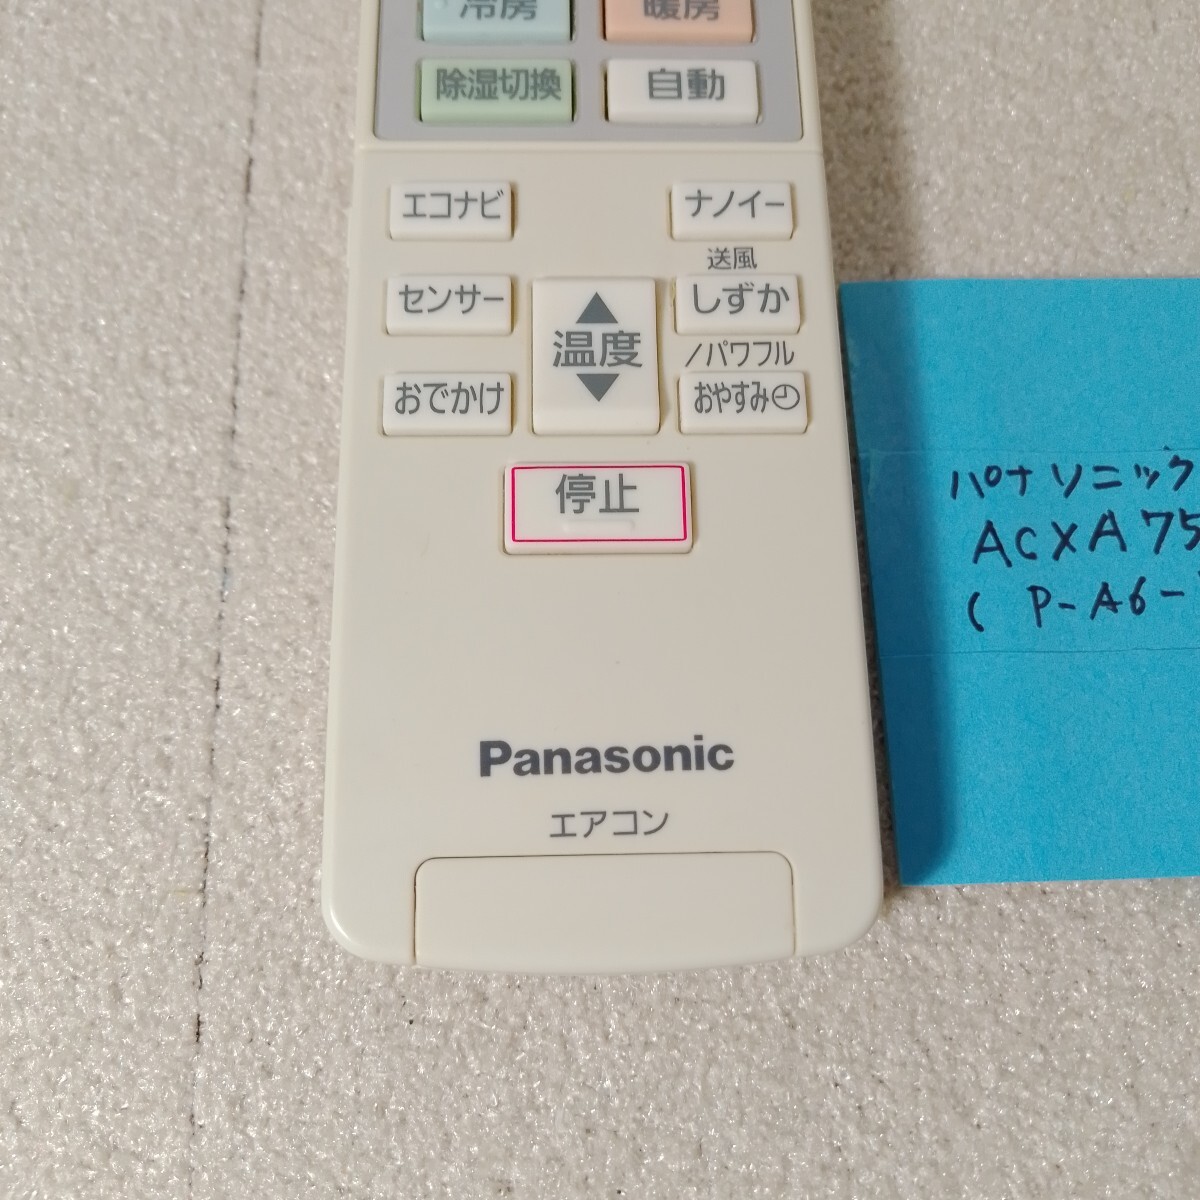 冷房 暖房
除湿切換 自動
エコナビ ナノイー
送風
センサー しずか
温度
/パワフル
おでかけ おやすみ
停止
Panasonic
エアコン
パナソニック
ACXA75
( P-A6-